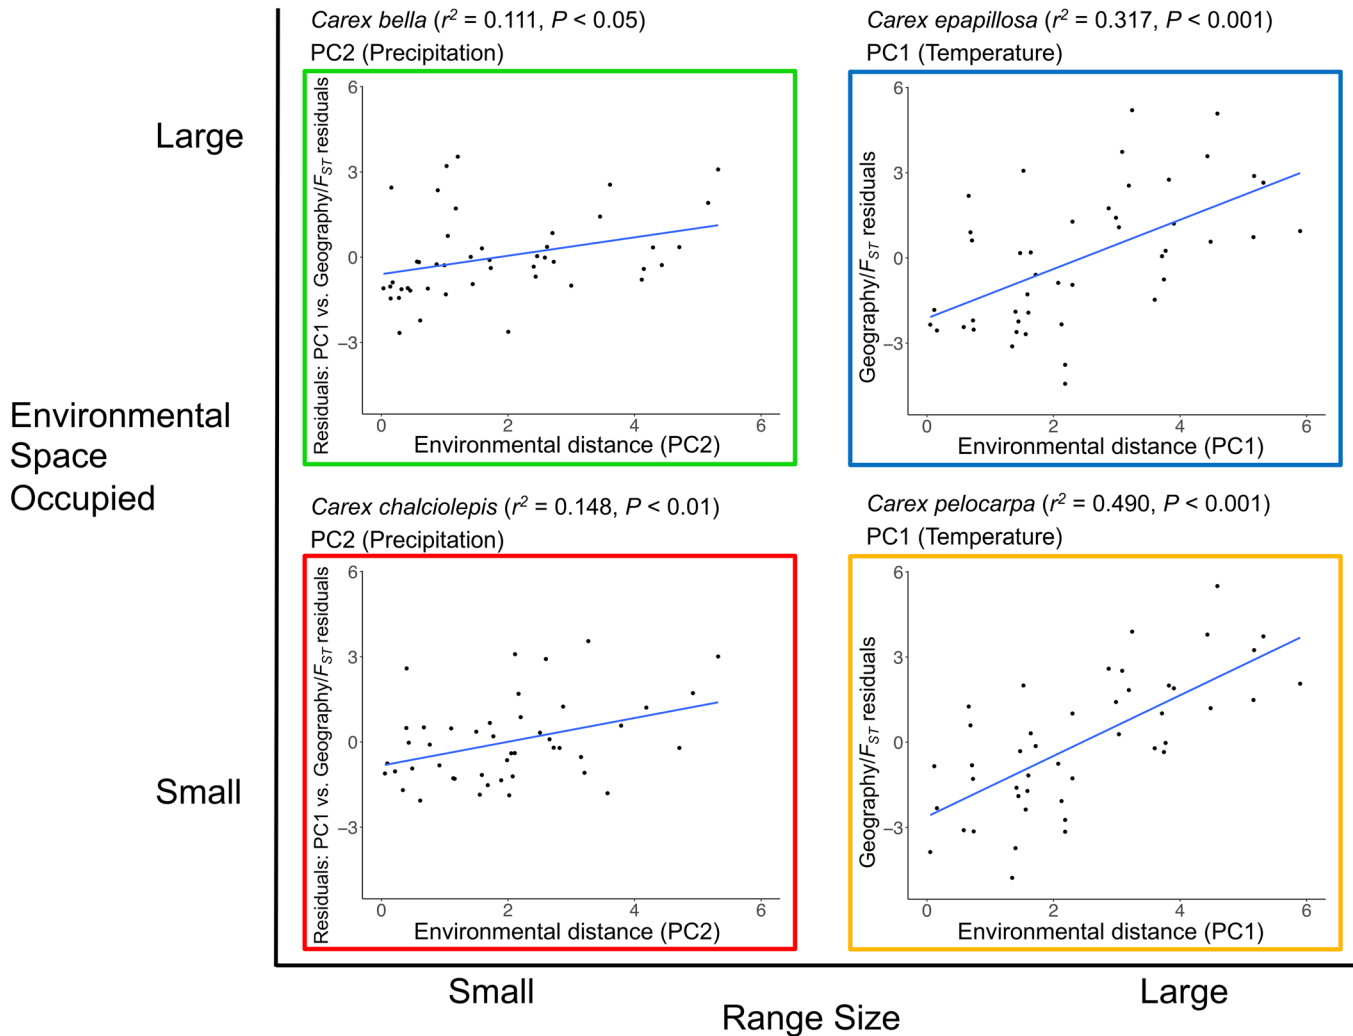 Carex bella (r² = 0.111, P < 0.05)
PC2 (Precipitation)
Residuals: PC1 vs. Geography/FST residuals
6
3
0
−3
0 2 4 6
Environmental distance (PC2)
Carex epapillosa (r² = 0.317, P < 0.001)
PC1 (Temperature)
Geography/FST residuals
6
3
0
−3
0 2 4 6
Environmental distance (PC1)
Large
Environmental
Space
Occupied
Small
Carex chalciolepis (r² = 0.148, P < 0.01)
PC2 (Precipitation)
Residuals: PC1 vs. Geography/FST residuals
6
3
0
−3
0 2 4 6
Environmental distance (PC2)
Carex pelocarpa (r² = 0.490, P < 0.001)
PC1 (Temperature)
Geography/FST residuals
6
3
0
−3
0 2 4 6
Environmental distance (PC1)
Small
Large
Range Size